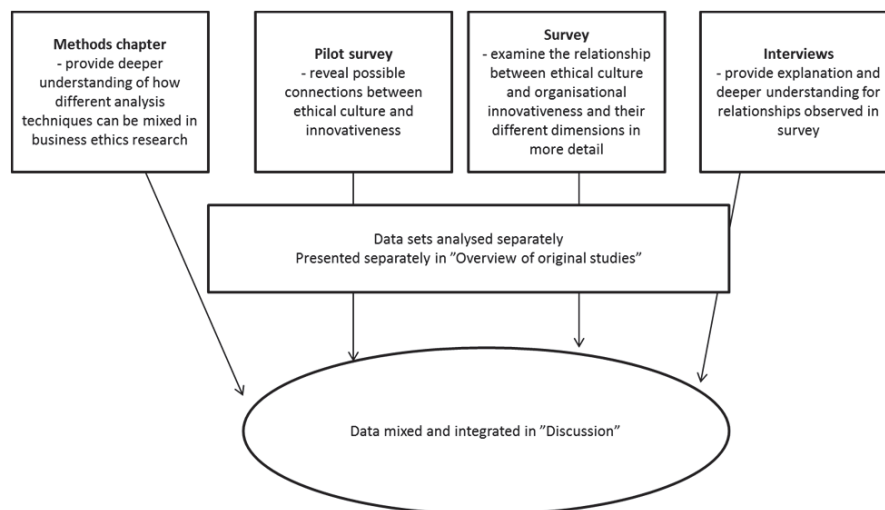 Methods chapter
- provide deeper
understanding of how
different analysis
techniques can be mixed in
business ethics research
Pilot survey
- reveal possible
connections between
ethical culture and
innovativeness
Survey
- examine the relationship
between ethical culture
and organisational
innovativeness and their
different dimensions in
more detail
Interviews
- provide explanation and
deeper understanding for
relationships observed in
survey
Data sets analysed separately
Presented separately in ”Overview of original studies”
Data mixed and integrated in ”Discussion”